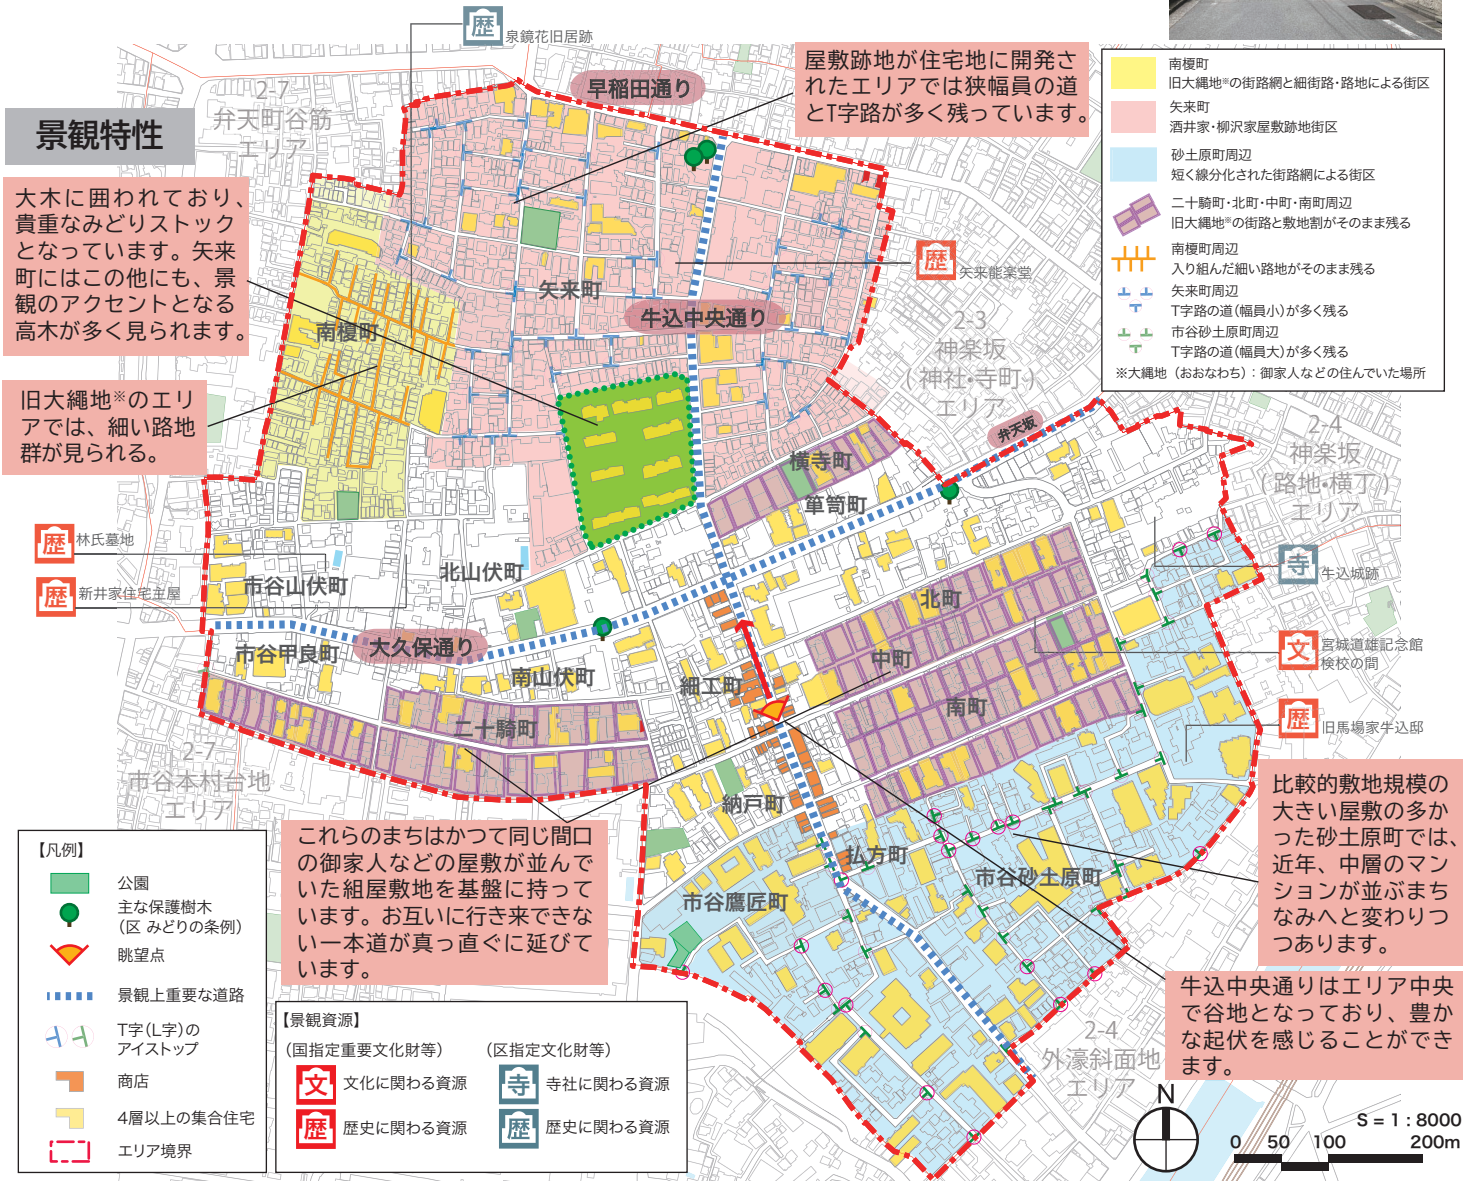 泉鏡花旧居跡
景観特性
2-7
弁天町谷筋
エリア
早稲田通り
屋敷跡地が住宅地に開発さ
れたエリアでは狭幅員の道
とT字路が多く残っています。
南榎町
旧大縄地※の街路網と細街路・路地による街区
矢来町
酒井家・柳沢家屋敷跡地街区
砂土原町周辺
短く線分化された街路網による街区
二十騎町・北町・中町・南町周辺
旧大縄地※の街路と敷地割がそのまま残る
南榎町周辺
入り組んだ細い路地がそのまま残る
矢来町周辺
T字路の道(幅員小)が多く残る
市谷砂土原町周辺
T字路の道(幅員大)が多く残る
※大縄地（おおなわち）：御家人などの住んでいた場所
大木に囲われており、
貴重なみどりストック
となっています。矢来
町にはこの他にも、景
観のアクセントとなる
高木が多く見られます。
旧大縄地※のエリ
アでは、細い路地
群が見られる。
歴
歴
矢来能楽堂
矢来町
南榎町
牛込中央通り
2-3
神楽坂
(神社・寺町)
エリア
弁天坂
2-4
神楽坂
(路地・横丁)
エリア
横寺町
箪笥町
歴
林氏墓地
歴
新井家住宅主屋
市谷山伏町
北山伏町
寺
牛込城跡
北町
大久保通り
市谷甲良町
南山伏町
細工町
中町
南町
文
宮城道雄記念館
検校の間
歴
旧馬場家牛込邸
二十騎町
2-7
市谷本村台地
エリア
納戸町
払方町
市谷砂土原町
市谷鷹匠町
比較的敷地規模の
大きい屋敷の多か
った砂土原町では、
近年、中層のマン
ションが並ぶまち
なみへと変わりつ
つあります。
これらのまちはかつて同じ間口
の御家人などの屋敷が並んで
いた組屋敷地を基盤に持って
います。お互いに行き来できな
い一本道が真っ直ぐに延びて
います。
牛込中央通りはエリア中央
で谷地となっており、豊か
な起伏を感じることができ
ます。
2-4
外濠斜面地
エリア
【凡例】
公園
主な保護樹木
(区 みどりの条例)
眺望点
景観上重要な道路
T字(L字)の
アイストップ
商店
4層以上の集合住宅
エリア境界
【景観資源】
(国指定重要文化財等)
(区指定文化財等)
文 文化に関わる資源
寺 寺社に関わる資源
歴 歴史に関わる資源
歴 歴史に関わる資源
N
S = 1 : 8000
0 50 100 200m